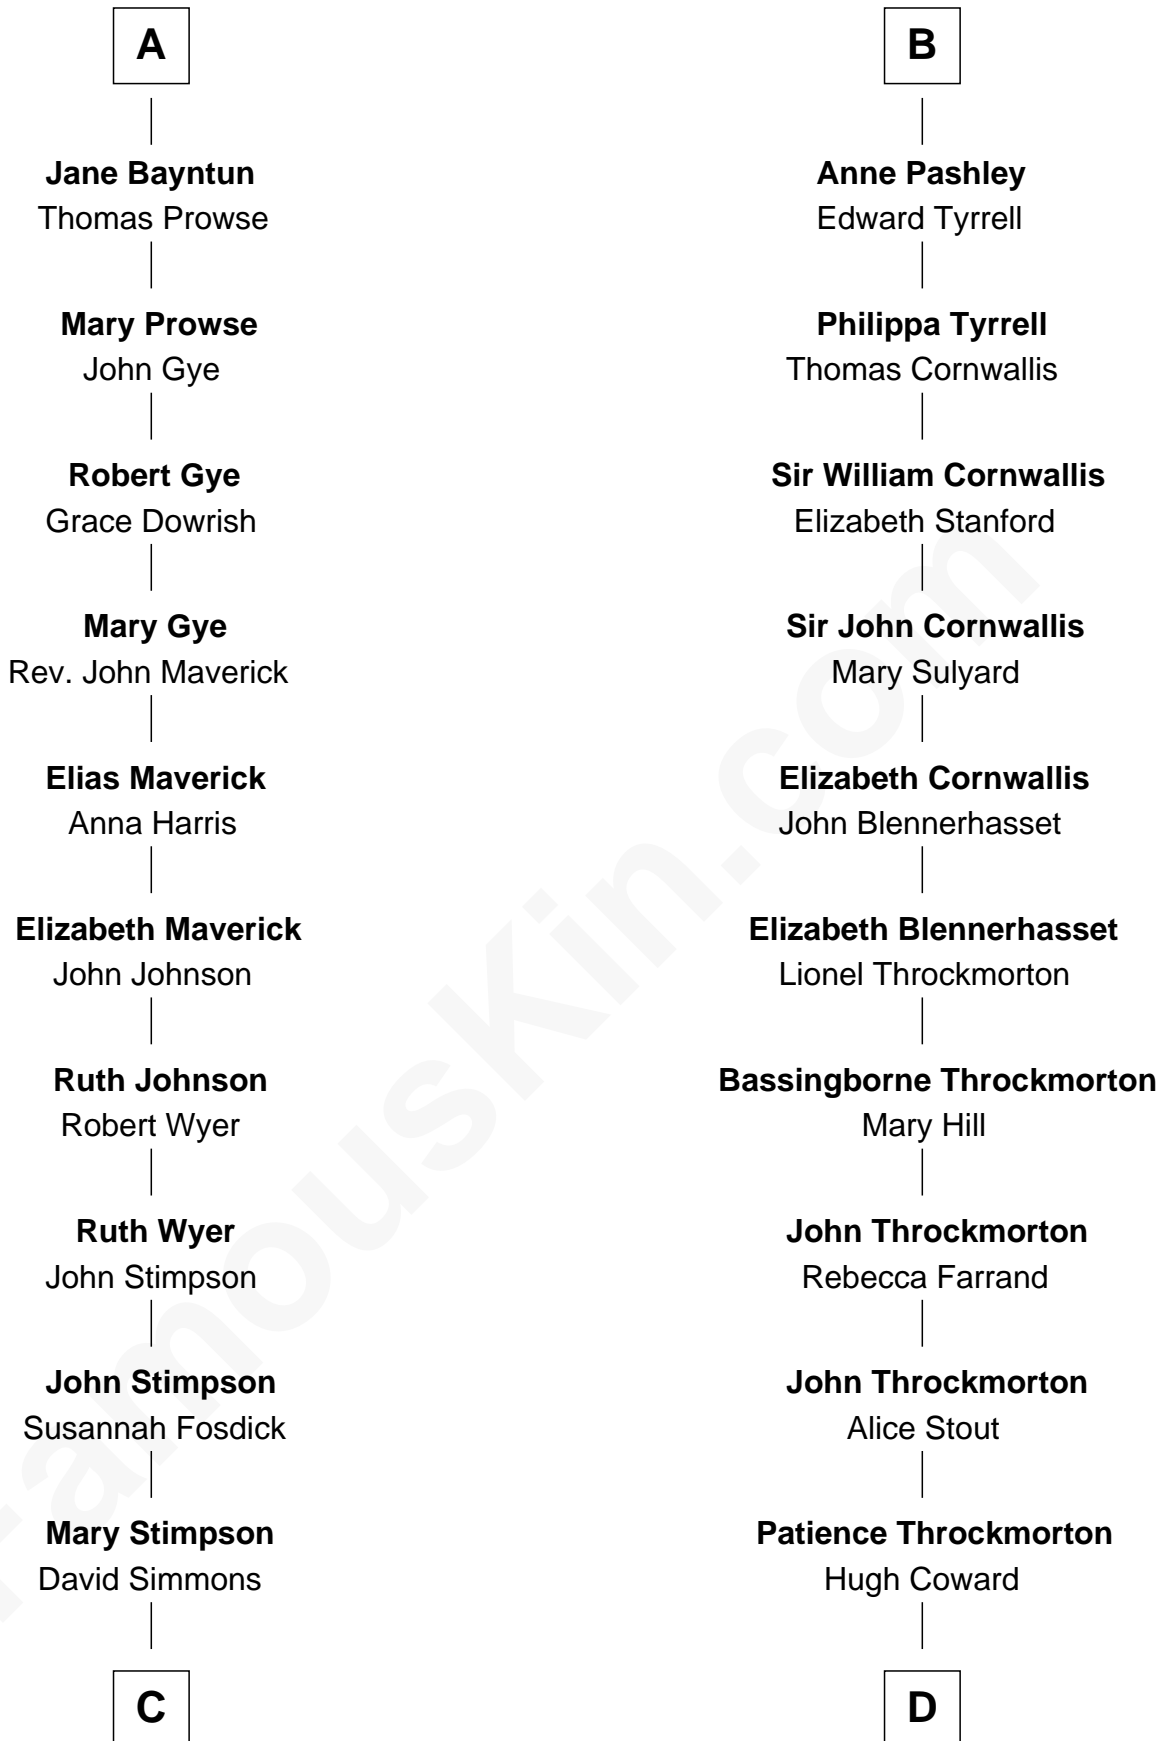 A
Jane Bayntun
Thomas Prowse
Mary Prowse
John Gye
Robert Gye
Grace Dowrish
Mary Gye
Rev. John Maverick
Elias Maverick
Anna Harris
Elizabeth Maverick
John Johnson
Ruth Johnson
Robert Wyer
Ruth Wyer
John Stimpson
John Stimpson
Susannah Fosdick
Mary Stimpson
David Simmons
C
B
Anne Pashley
Edward Tyrrell
Philippa Tyrrell
Thomas Cornwallis
Sir William Cornwallis
Elizabeth Stanford
Sir John Cornwallis
Mary Sulyard
Elizabeth Cornwallis
John Blennerhasset
Elizabeth Blennerhasset
Lionel Throckmorton
Bassingborne Throckmorton
Mary Hill
John Throckmorton
Rebecca Farrand
John Throckmorton
Alice Stout
Patience Throckmorton
Hugh Coward
D
FamousKin.com